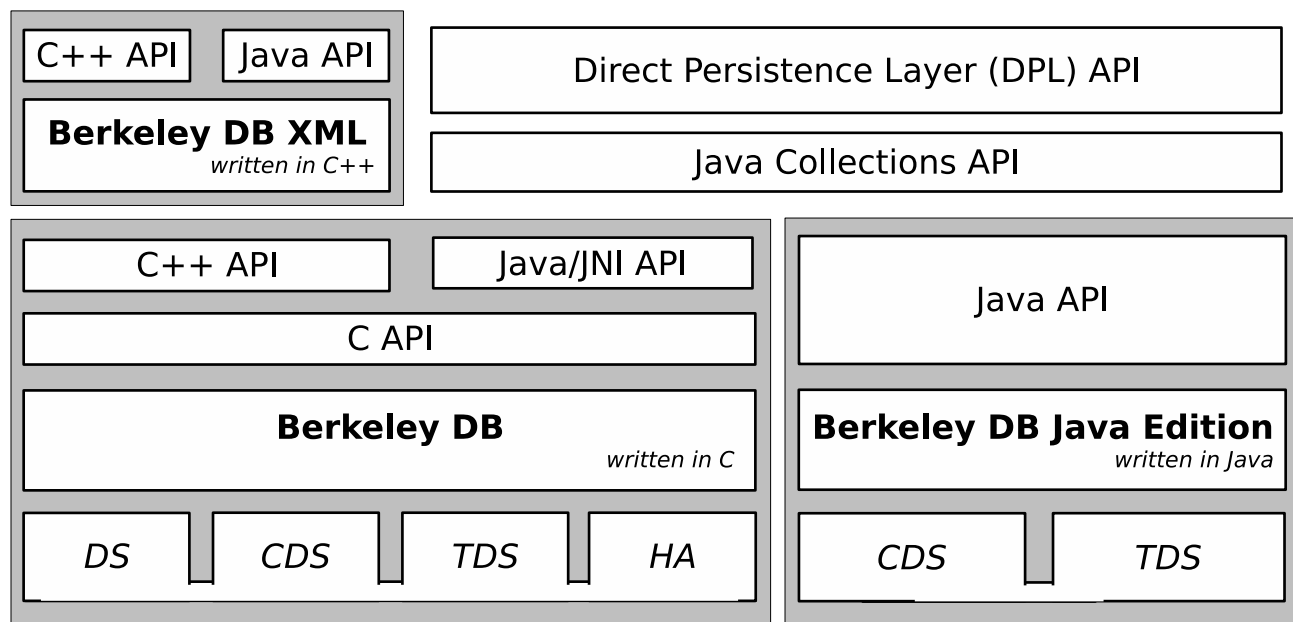 C++ API
Java API
Berkeley DB XML
written in C++
Direct Persistence Layer (DPL) API
Java Collections API
C++ API
Java/JNI API
C API
Berkeley DB
written in C
DS
CDS
TDS
HA
Java API
Berkeley DB Java Edition
written in Java
CDS
TDS